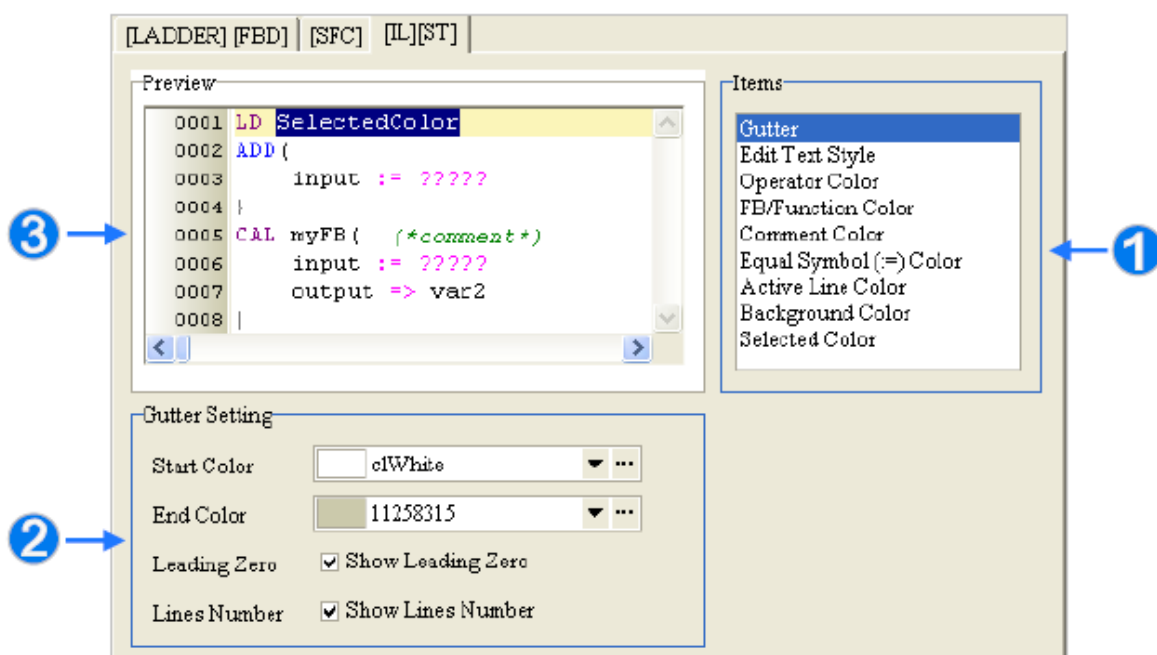 [LADDER] [FBD] [SFC] [IL][ST]
Preview
0001 LD SelectedColor
0002 ADD(
0003 input := ?????
0004 )
0005 CAL myFB( (*comment*)
0006 input := ?????
0007 output => var2
0008 |
Items
Gutter
Edit Text Style
Operator Color
FB/Function Color
Comment Color
Equal Symbol (:=) Color
Active Line Color
Background Color
Selected Color
3
1
Gutter Setting
Start Color clWhite
End Color 11258315
2
Leading Zero Show Leading Zero
Lines Number Show Lines Number